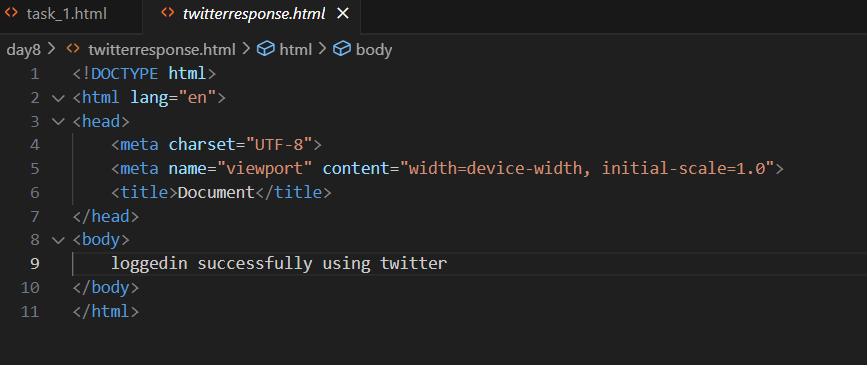 task_1.html twitterresponse.html
day8 > twitterresponse.html > html > body
1 <!DOCTYPE html>
2 <html lang="en">
3 <head>
4     <meta charset="UTF-8">
5     <meta name="viewport" content="width=device-width, initial-scale=1.0">
6     <title>Document</title>
7 </head>
8 <body>
9     loggedin successfully using twitter
10 </body>
11 </html>